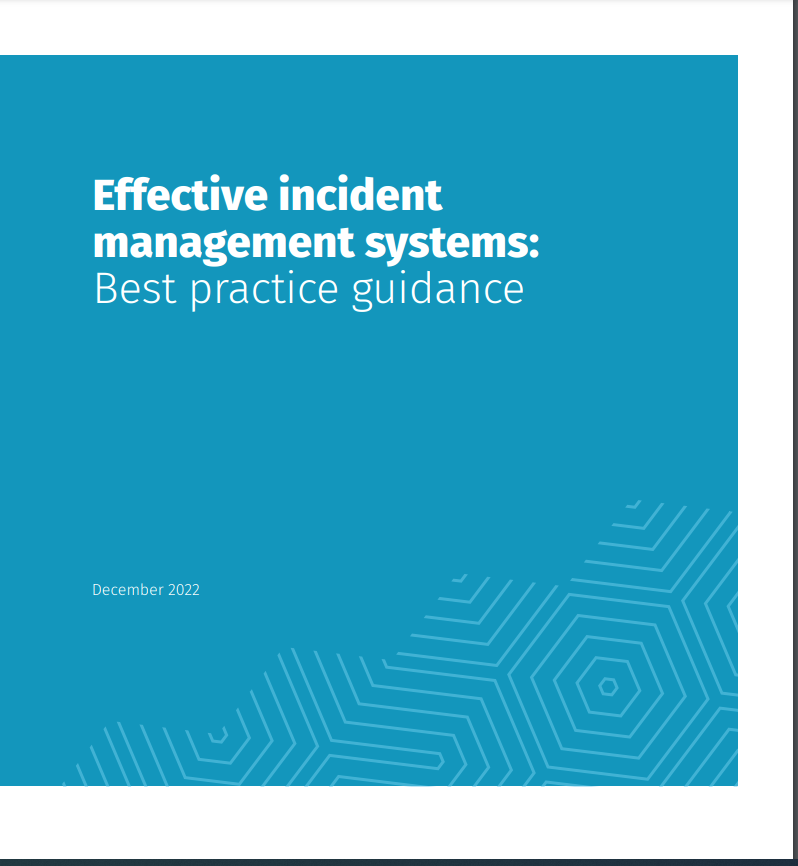 Effective incident
management systems:
Best practice guidance
December 2022